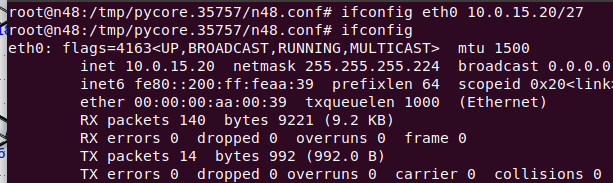 root@n48:/tmp/pycore.35757/n48.conf# ifconfig eth0 10.0.15.20/27
root@n48:/tmp/pycore.35757/n48.conf# ifconfig
eth0: flags=4163<UP,BROADCAST,RUNNING,MULTICAST>  mtu 1500
        inet 10.0.15.20  netmask 255.255.255.224  broadcast 0.0.0.0
        inet6 fe80::200:ff:feaa:39  prefixlen 64  scopeid 0x20<link>
        ether 00:00:00:aa:00:39  txqueuelen 1000  (Ethernet)
        RX packets 140  bytes 9221 (9.2 KB)
        RX errors 0  dropped 0  overruns 0  frame 0
        TX packets 14  bytes 992 (992.0 B)
        TX errors 0  dropped 0 overruns 0  carrier 0  collisions 0